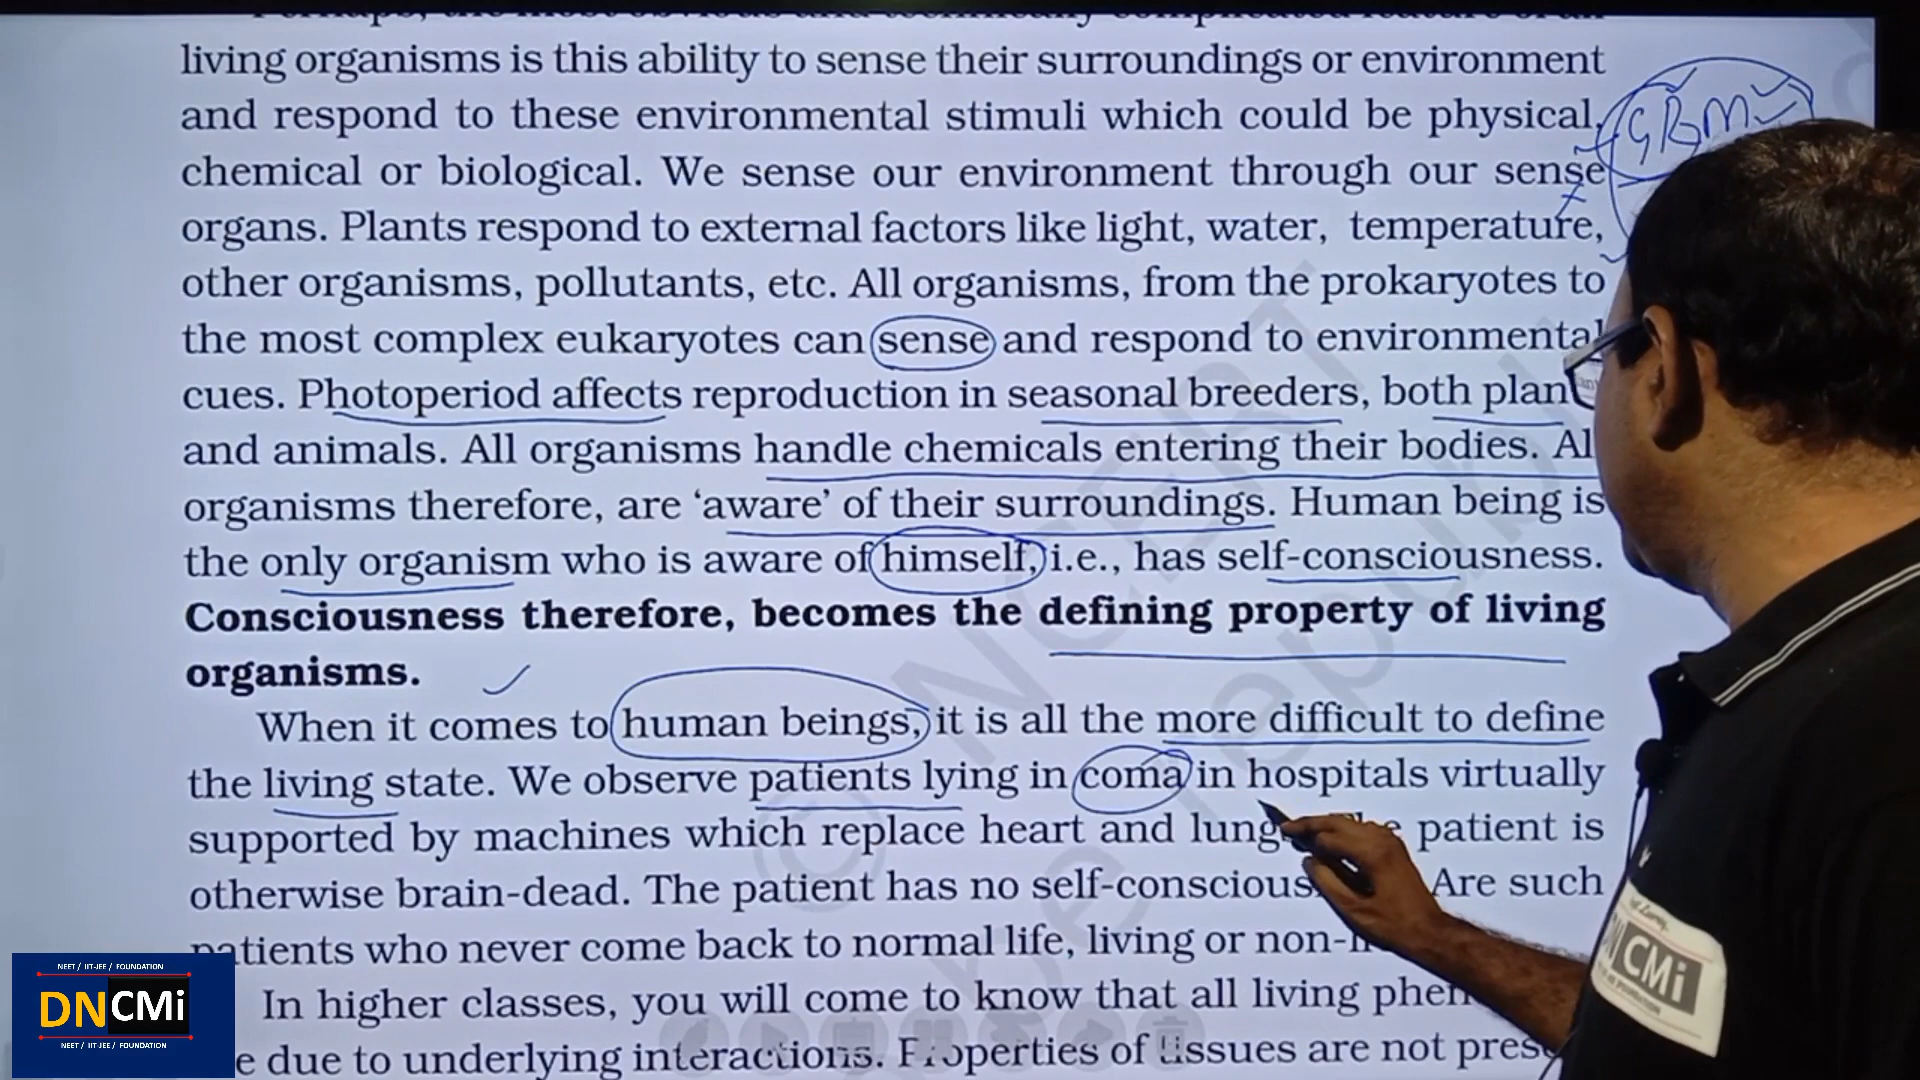 living organisms is this ability to sense their surroundings or environment
and respond to these environmental stimuli which could be physical,
chemical or biological. We sense our environment through our sense
organs. Plants respond to external factors like light, water, temperature,
other organisms, pollutants, etc. All organisms, from the prokaryotes to
the most complex eukaryotes can sense and respond to environmental
cues. Photoperiod affects reproduction in seasonal breeders, both plant
and animals. All organisms handle chemicals entering their bodies. Al
organisms therefore, are ‘aware’ of their surroundings. Human being is
the only organism who is aware of himself, i.e., has self-consciousness.
Consciousness therefore, becomes the defining property of living
organisms.
When it comes to human beings, it is all the more difficult to define
the living state. We observe patients lying in coma in hospitals virtually
supported by machines which replace heart and lungs patient is
otherwise brain-dead. The patient has no self-conscious Are such
patients who never come back to normal life, living or non-
In higher classes, you will come to know that all living phen
e due to underlying interactions. Properties of tissues are not pres
GBM
© NCERT
NEET / IIT-JEE / FOUNDATION
DNCMi
NEET / IIT JEE / FOUNDATION
CMi